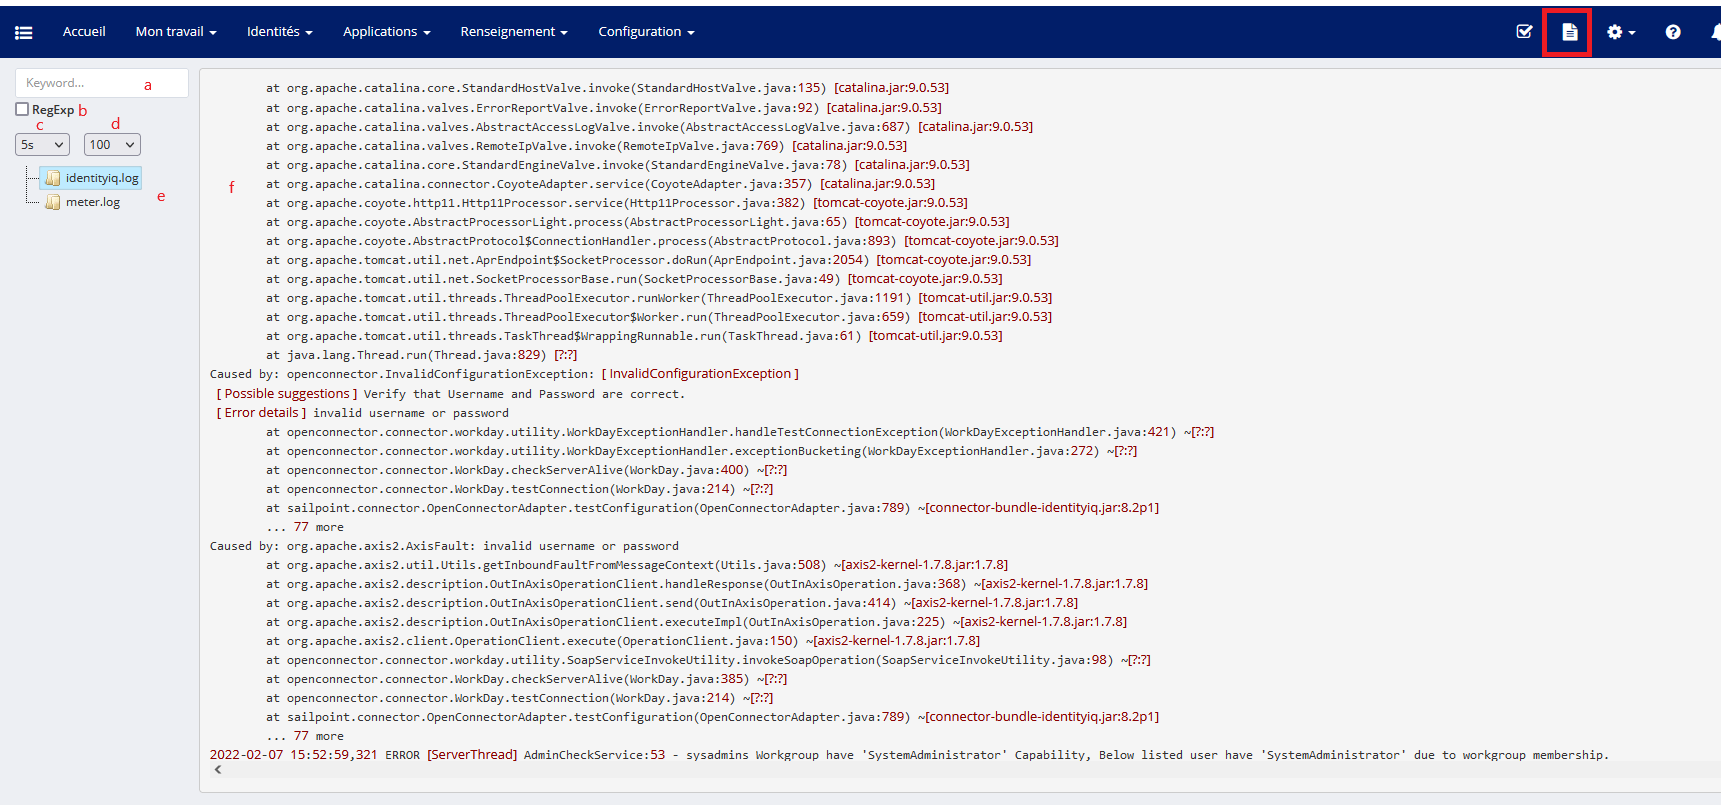 Accueil Mon travail Identités Applications Renseignement Configuration
Keyword... a
RegExp b
c d
5s 100
identityiq.log
meter.log e
f
at org.apache.catalina.core.StandardHostValve.invoke(StandardHostValve.java:135) [catalina.jar:9.0.53]
at org.apache.catalina.valves.ErrorReportValve.invoke(ErrorReportValve.java:92) [catalina.jar:9.0.53]
at org.apache.catalina.valves.AbstractAccessLogValve.invoke(AbstractAccessLogValve.java:687) [catalina.jar:9.0.53]
at org.apache.catalina.valves.RemoteIpValve.invoke(RemoteIpValve.java:769) [catalina.jar:9.0.53]
at org.apache.catalina.core.StandardEngineValve.invoke(StandardEngineValve.java:78) [catalina.jar:9.0.53]
at org.apache.catalina.connector.CoyoteAdapter.service(CoyoteAdapter.java:357) [catalina.jar:9.0.53]
at org.apache.coyote.http11.Http11Processor.service(Http11Processor.java:382) [tomcat-coyote.jar:9.0.53]
at org.apache.coyote.AbstractProcessorLight.process(AbstractProcessorLight.java:65) [tomcat-coyote.jar:9.0.53]
at org.apache.coyote.AbstractProtocol$ConnectionHandler.process(AbstractProtocol.java:893) [tomcat-coyote.jar:9.0.53]
at org.apache.tomcat.util.net.AprEndpoint$SocketProcessor.doRun(AprEndpoint.java:2054) [tomcat-coyote.jar:9.0.53]
at org.apache.tomcat.util.net.SocketProcessorBase.run(SocketProcessorBase.java:49) [tomcat-coyote.jar:9.0.53]
at org.apache.tomcat.util.threads.ThreadPoolExecutor.runWorker(ThreadPoolExecutor.java:1191) [tomcat-util.jar:9.0.53]
at org.apache.tomcat.util.threads.ThreadPoolExecutor$Worker.run(ThreadPoolExecutor.java:659) [tomcat-util.jar:9.0.53]
at org.apache.tomcat.util.threads.TaskThread$WrappingRunnable.run(TaskThread.java:61) [tomcat-util.jar:9.0.53]
at java.lang.Thread.run(Thread.java:829) [?:?]
Caused by: openconnector.InvalidConfigurationException: [ InvalidConfigurationException ]
[ Possible suggestions ] Verify that Username and Password are correct.
[ Error details ] invalid username or password
at openconnector.connector.workday.utility.WorkDayExceptionHandler.handleTestConnectionException(WorkDayExceptionHandler.java:421) ~[?:?]
at openconnector.connector.workday.utility.WorkDayExceptionHandler.exceptionBucketing(WorkDayExceptionHandler.java:272) ~[?:?]
at openconnector.connector.WorkDay.checkServerAlive(WorkDay.java:400) ~[?:?]
at openconnector.connector.WorkDay.testConnection(WorkDay.java:214) ~[?:?]
at sailpoint.connector.OpenConnectorAdapter.testConfiguration(OpenConnectorAdapter.java:789) ~[connector-bundle-identityiq.jar:8.2p1]
... 77 more
Caused by: org.apache.axis2.AxisFault: invalid username or password
at org.apache.axis2.util.Utils.getInboundFaultFromMessageContext(Utils.java:508) ~[axis2-kernel-1.7.8.jar:1.7.8]
at org.apache.axis2.description.OutInAxisOperationClient.handleResponse(OutInAxisOperation.java:368) ~[axis2-kernel-1.7.8.jar:1.7.8]
at org.apache.axis2.description.OutInAxisOperationClient.send(OutInAxisOperation.java:414) ~[axis2-kernel-1.7.8.jar:1.7.8]
at org.apache.axis2.description.OutInAxisOperationClient.executeImpl(OutInAxisOperation.java:225) ~[axis2-kernel-1.7.8.jar:1.7.8]
at org.apache.axis2.client.OperationClient.execute(OperationClient.java:150) ~[axis2-kernel-1.7.8.jar:1.7.8]
at openconnector.connector.workday.utility.SoapServiceInvokeUtility.invokeSoapOperation(SoapServiceInvokeUtility.java:98) ~[?:?]
at openconnector.connector.WorkDay.checkServerAlive(WorkDay.java:385) ~[?:?]
at openconnector.connector.WorkDay.testConnection(WorkDay.java:214) ~[?:?]
at sailpoint.connector.OpenConnectorAdapter.testConfiguration(OpenConnectorAdapter.java:789) ~[connector-bundle-identityiq.jar:8.2p1]
... 77 more
2022-02-07 15:52:59,321 ERROR [ServerThread] AdminCheckService:53 - sysadmins Workgroup have 'SystemAdministrator' Capability, Below listed user have 'SystemAdministrator' due to workgroup membership.